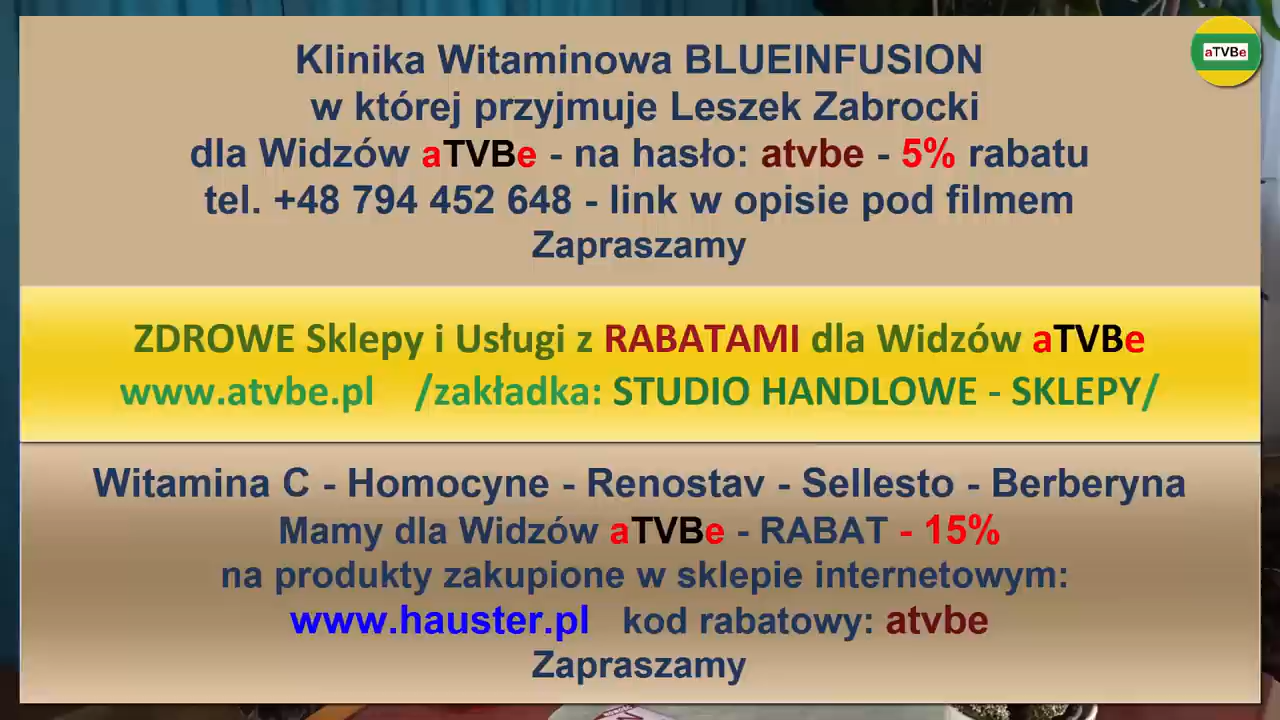 aTVBe
Klinika Witaminowa BLUEINFUSION
w której przyjmuje Leszek Zabrocki
dla Widzów aTVBe - na hasło: atvbe - 5% rabatu
tel. +48 794 452 648 - link w opisie pod filmem
Zapraszamy
ZDROWE Sklepy i Usługi z RABATAMI dla Widzów aTVBe
www.atvbe.pl /zakładka: STUDIO HANDLOWE - SKLEPY/
Witamina C - Homocyne - Renostav - Sellesto - Berberyna
Mamy dla Widzów aTVBe - RABAT - 15%
na produkty zakupione w sklepie internetowym:
www.hauster.pl kod rabatowy: atvbe
Zapraszamy